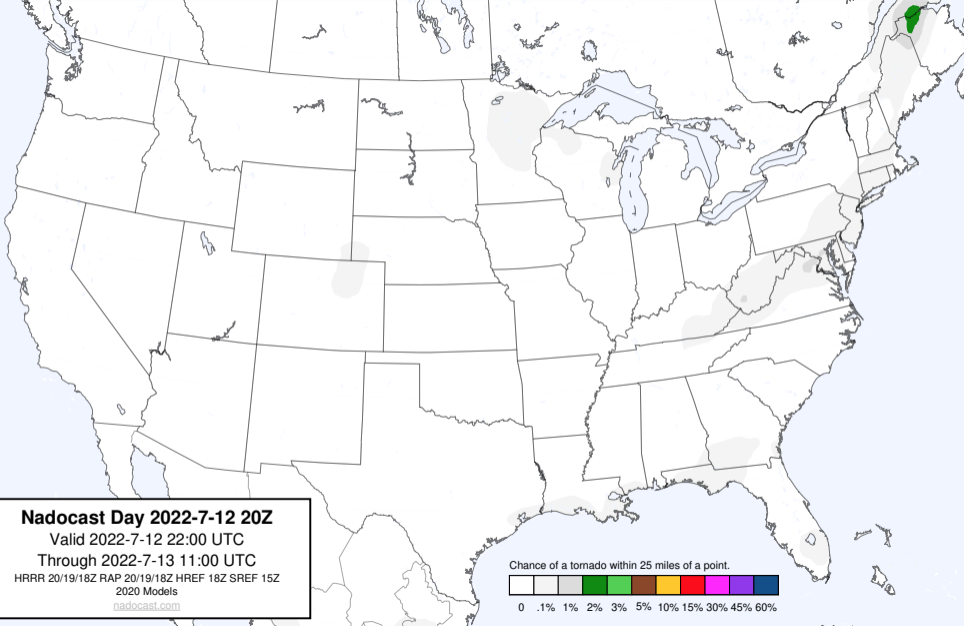 Nadocast Day 2022-7-12 20Z
Valid 2022-7-12 22:00 UTC
Through 2022-7-13 11:00 UTC
HRRR 20/19/18Z RAP 20/19/18Z HREF 18Z SREF 15Z
2020 Models
nadocast.com
Chance of a tornado within 25 miles of a point.
0 .1% 1% 2% 3% 5% 10% 15% 30% 45% 60%